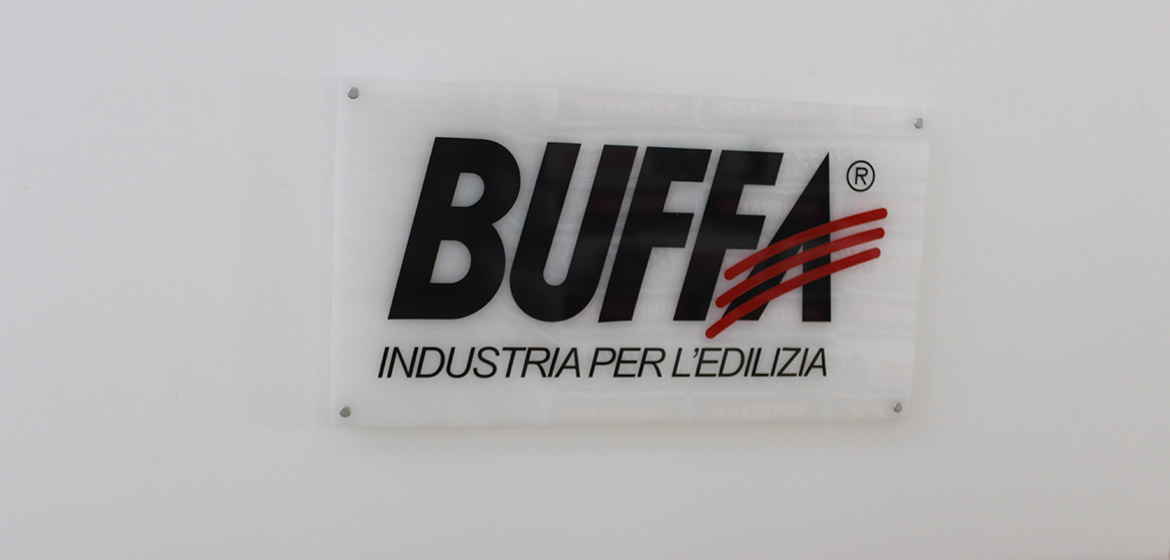 BUFFA®
INDUSTRIA PER L'EDILIZIA